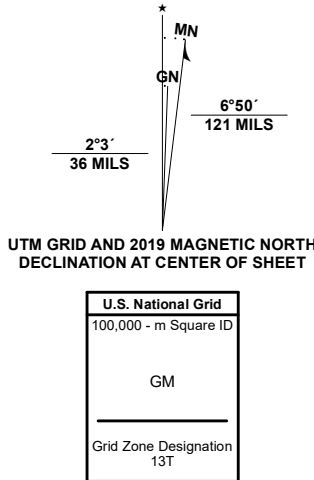 ★
MN
GN
6°50´
121 MILS
2°3´
36 MILS
UTM GRID AND 2019 MAGNETIC NORTH
DECLINATION AT CENTER OF SHEET
U.S. National Grid
100,000 - m Square ID
GM
Grid Zone Designation
13T